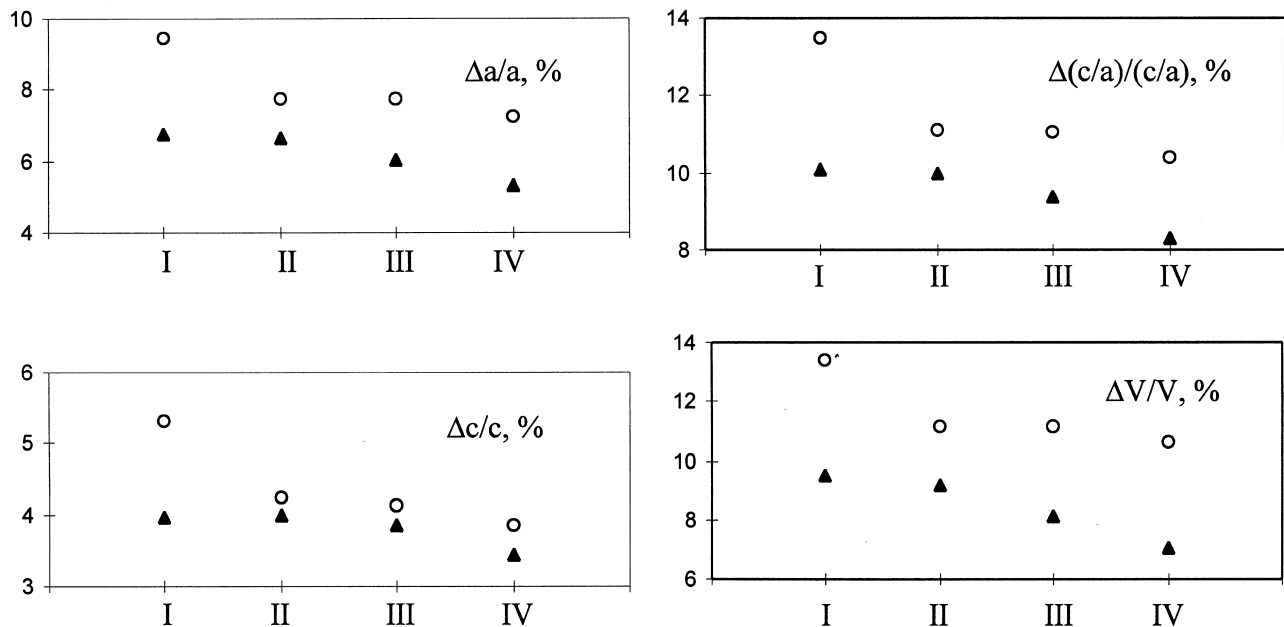 10
8
6
4
Δa/a, %
I II III IV
14
12
10
8
Δ(c/a)/(c/a), %
I II III IV
6
5
4
3
Δc/c, %
I II III IV
14
12
10
8
6
ΔV/V, %
I II III IV